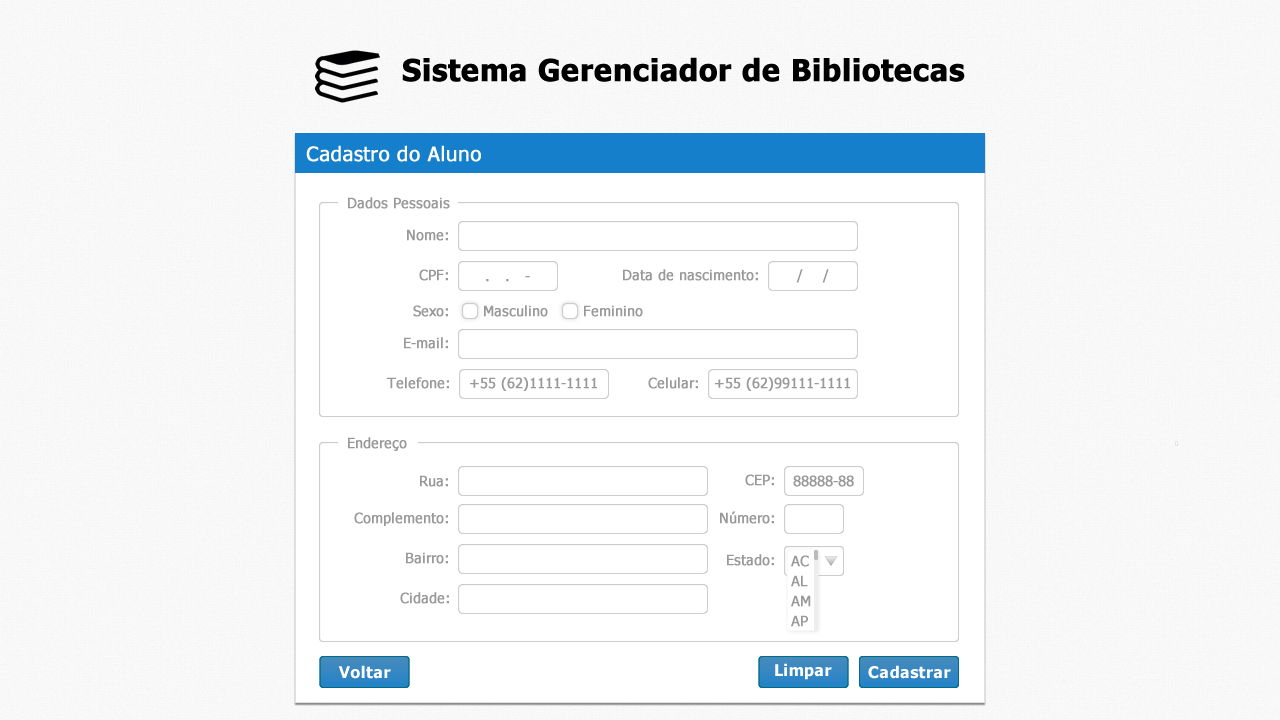 Sistema Gerenciador de Bibliotecas
Cadastro do Aluno
Dados Pessoais
Nome:
CPF: . . - Data de nascimento: / /
Sexo: Masculino Feminino
E-mail:
Telefone: +55 (62)1111-1111 Celular: +55 (62)99111-1111
Endereço
Rua: CEP: 88888-88
Complemento: Número:
Bairro: Estado: AC
AL
Cidade: AM
AP
Voltar Limpar Cadastrar